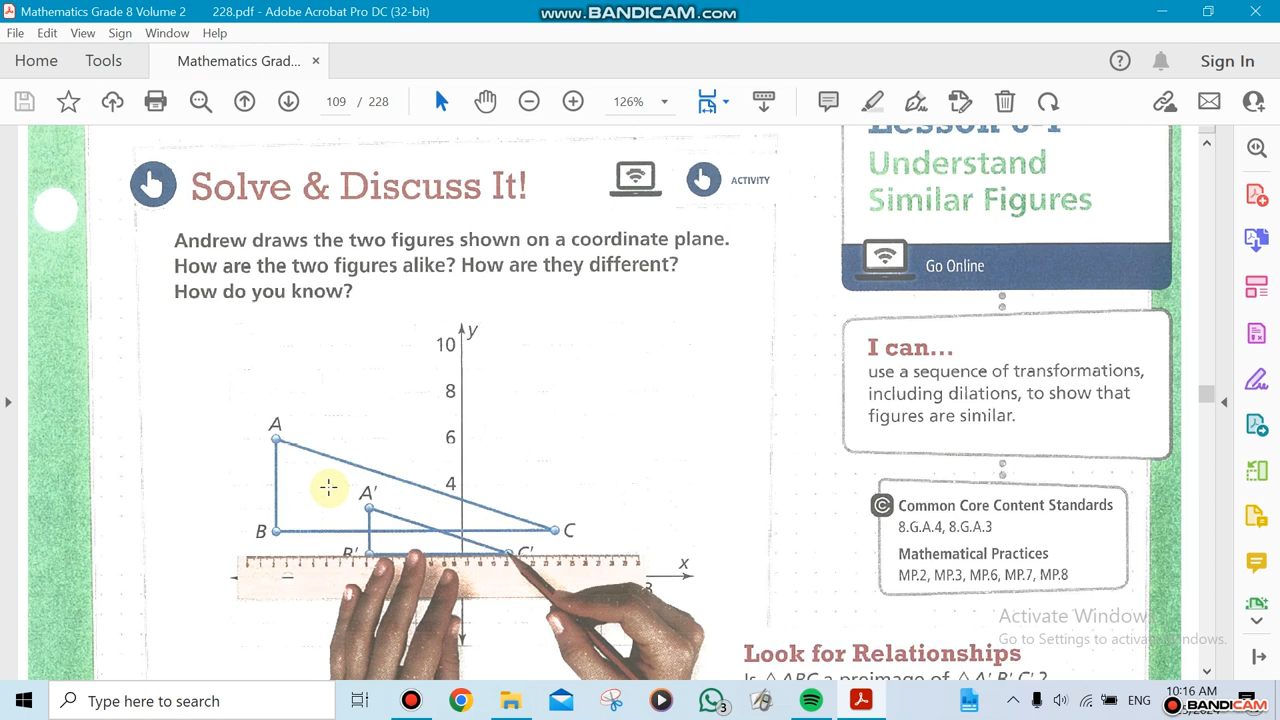 Mathematics Grade 8 Volume 2 228.pdf - Adobe Acrobat Pro DC (32-bit)
www.BANDICAM.com
File Edit View Sign Window Help
Home Tools Mathematics Grad... × Sign In
109 / 228 126%
Solve & Discuss It!
ACTIVITY
Andrew draws the two figures shown on a coordinate plane.
How are the two figures alike? How are they different?
How do you know?
y
10
8
A
6
4
A'
B
C
B'
C'
x
Understand
Similar Figures
Go Online
I can...
use a sequence of transformations,
including dilations, to show that
figures are similar.
Common Core Content Standards
8.G.A.4, 8.G.A.3
Mathematical Practices
MP.2, MP.3, MP.6, MP.7, MP.8
Look for Relationships
Is △ABC a preimage of △A'B'C'?
Activate Windows
Go to Settings to activate Windows.
Type here to search
3
ENG
10:16 AM
BANDICAM